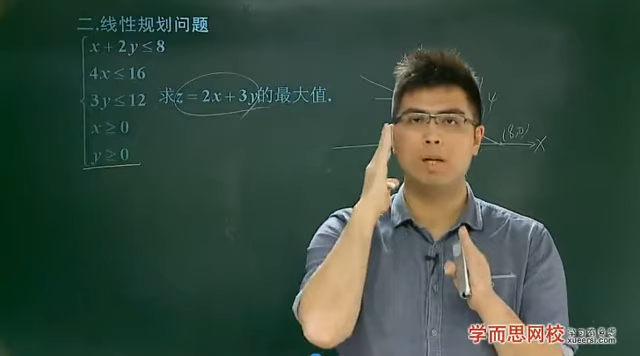 二.线性规划问题
x + 2y ≤ 8
4x ≤ 16
3y ≤ 12 求z = 2x + 3y的最大值.
x ≥ 0
y ≥ 0
4
(8,0)
X
学而思网校
xueersi.com